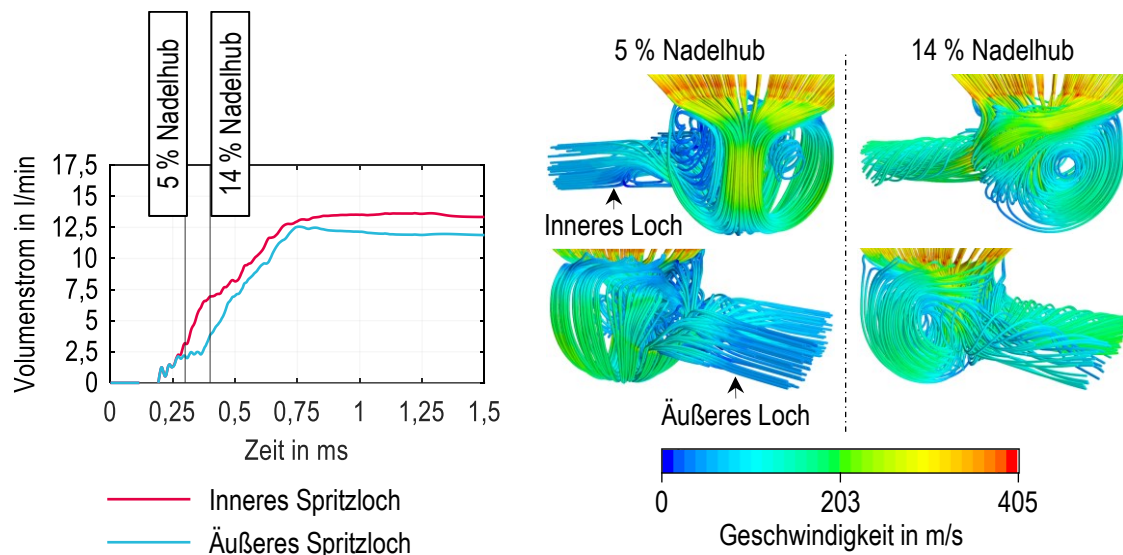 5 % Nadelhub
14 % Nadelhub
Volumenstrom in l/min
17,5
15
12,5
10
7,5
5
2,5
0
0
0,25
0,5
0,75
1
1,25
1,5
Zeit in ms
Inneres Spritzloch
Äußeres Spritzloch
5 % Nadelhub
14 % Nadelhub
Inneres Loch
Äußeres Loch
0
203
405
Geschwindigkeit in m/s